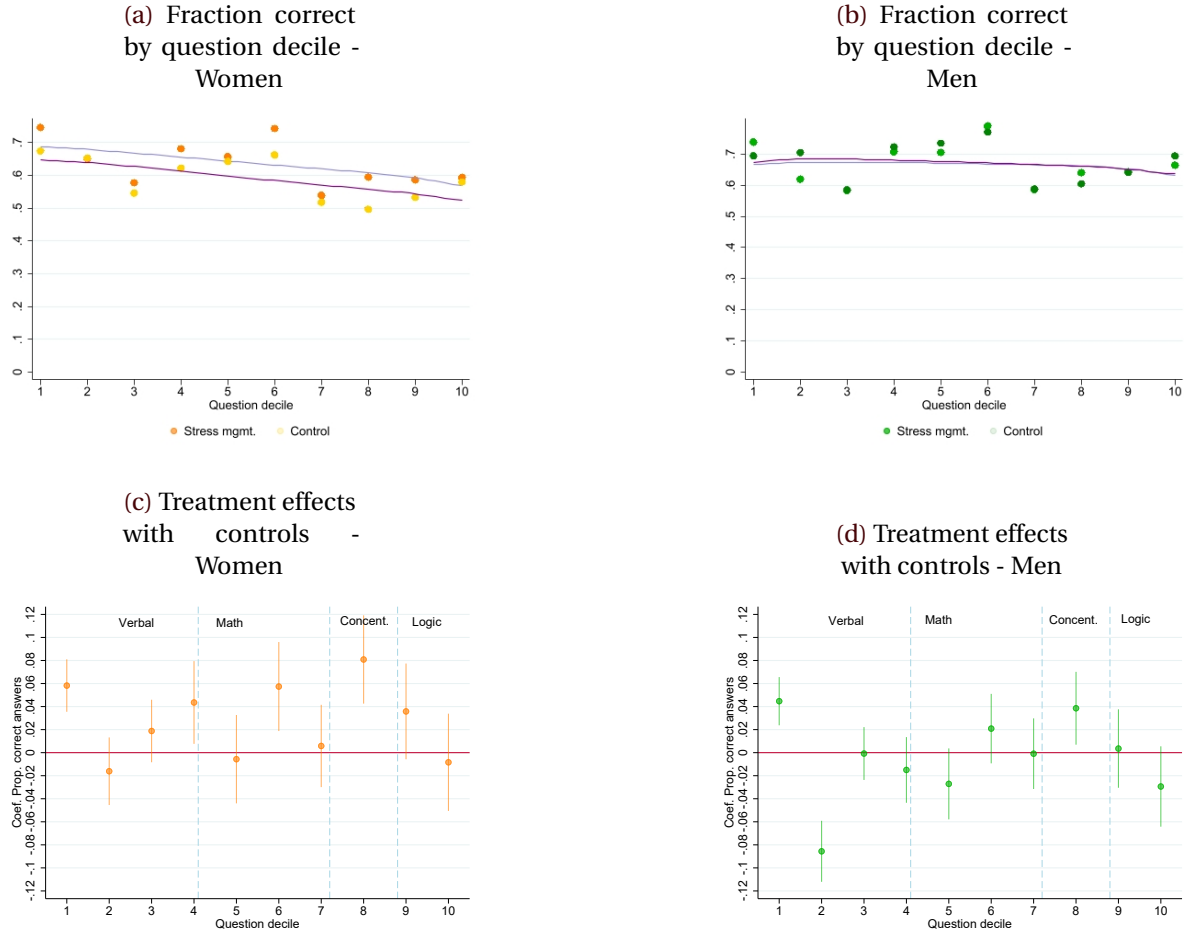 (a) Fraction correct
by question decile -
Women
.7
.6
.5
.4
.3
.2
.1
0
1 2 3 4 5 6 7 8 9 10
Question decile
Stress mgmt. Control
(b) Fraction correct
by question decile -
Men
.7
.6
.5
.4
.3
.2
.1
0
1 2 3 4 5 6 7 8 9 10
Question decile
Stress mgmt. Control
(c) Treatment effects
with controls -
Women
Coef. Prop. correct answers
.12
.1
.08
.06
.04
.02
0
-.02
-.04
-.06
-.08
-.1
-.12
Verbal Math Concent. Logic
1 2 3 4 5 6 7 8 9 10
Question decile
(d) Treatment effects
with controls - Men
Coef. Prop. correct answers
.12
.1
.08
.06
.04
.02
0
-.02
-.04
-.06
-.08
-.1
-.12
Verbal Math Concent. Logic
1 2 3 4 5 6 7 8 9 10
Question decile